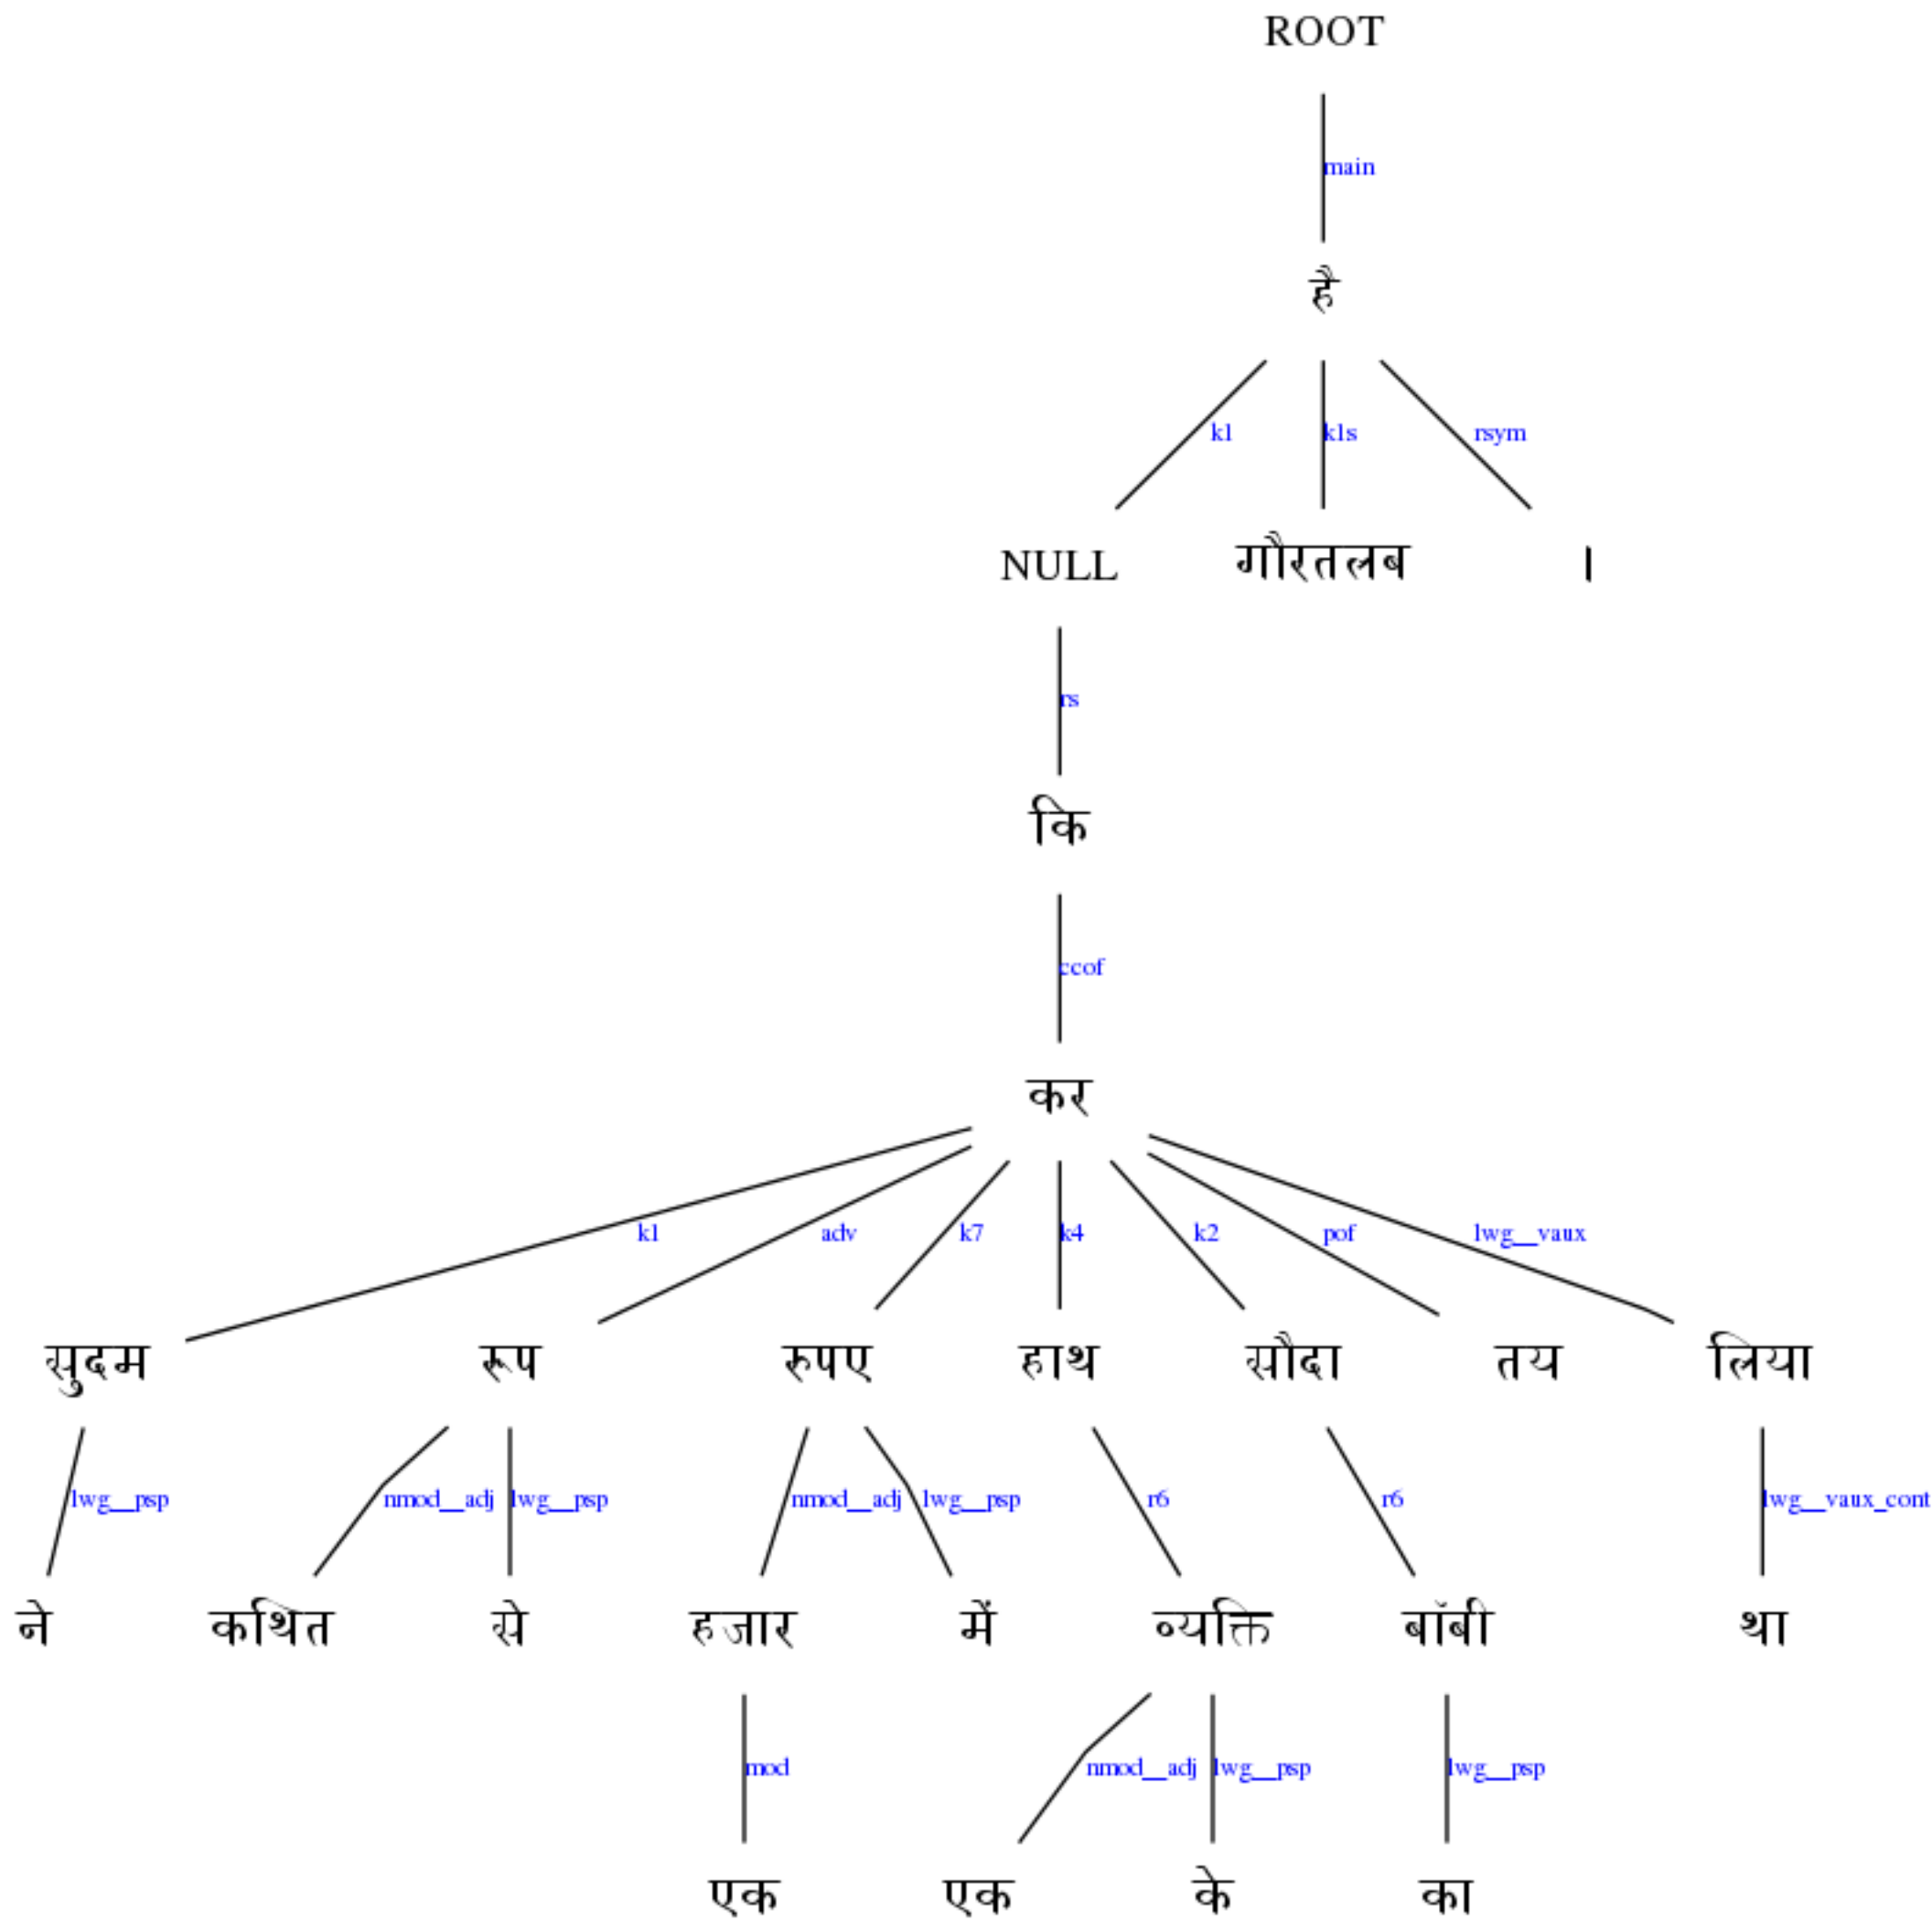 ROOT
main
है
k1 k1s rsym
NULL गौरतलब ।
rs
कि
ccof
कर
k1 adv k7 k4 k2 pof lwg__vaux
सुदम रूप रुपए हाथ सौदा तय लिया
lwg__psp nmod__adj lwg__psp nmod__adj lwg__psp r6 r6 lwg__vaux_cont
ने कथित से हजार में व्यक्ति बॉबी था
mod nmod__adj lwg__psp lwg__psp
एक एक के का